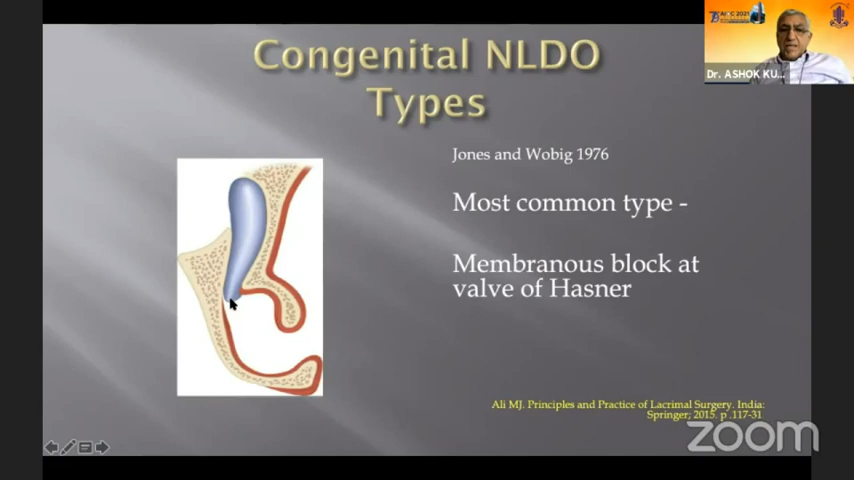 Congenital NLDO
Types
Jones and Wobig 1976
Most common type -
Membranous block at
valve of Hasner
Ali MJ. Principles and Practice of Lacrimal Surgery. India:
Springer; 2015. p .117-31
zoom
2021
Dr. ASHOK KU...